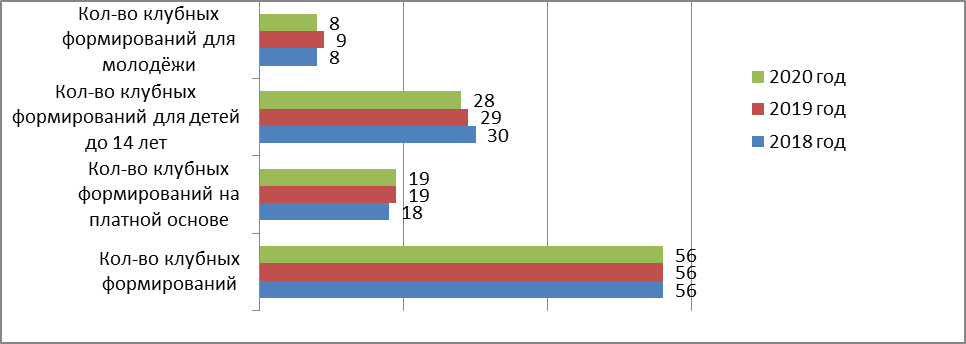 Кол-во клубных
формирований для
молодёжи
8
9
8
Кол-во клубных
формирований для детей
до 14 лет
28
29
30
Кол-во клубных
формирований на
платной основе
19
19
18
Кол-во клубных
формирований
56
56
56
2020 год
2019 год
2018 год